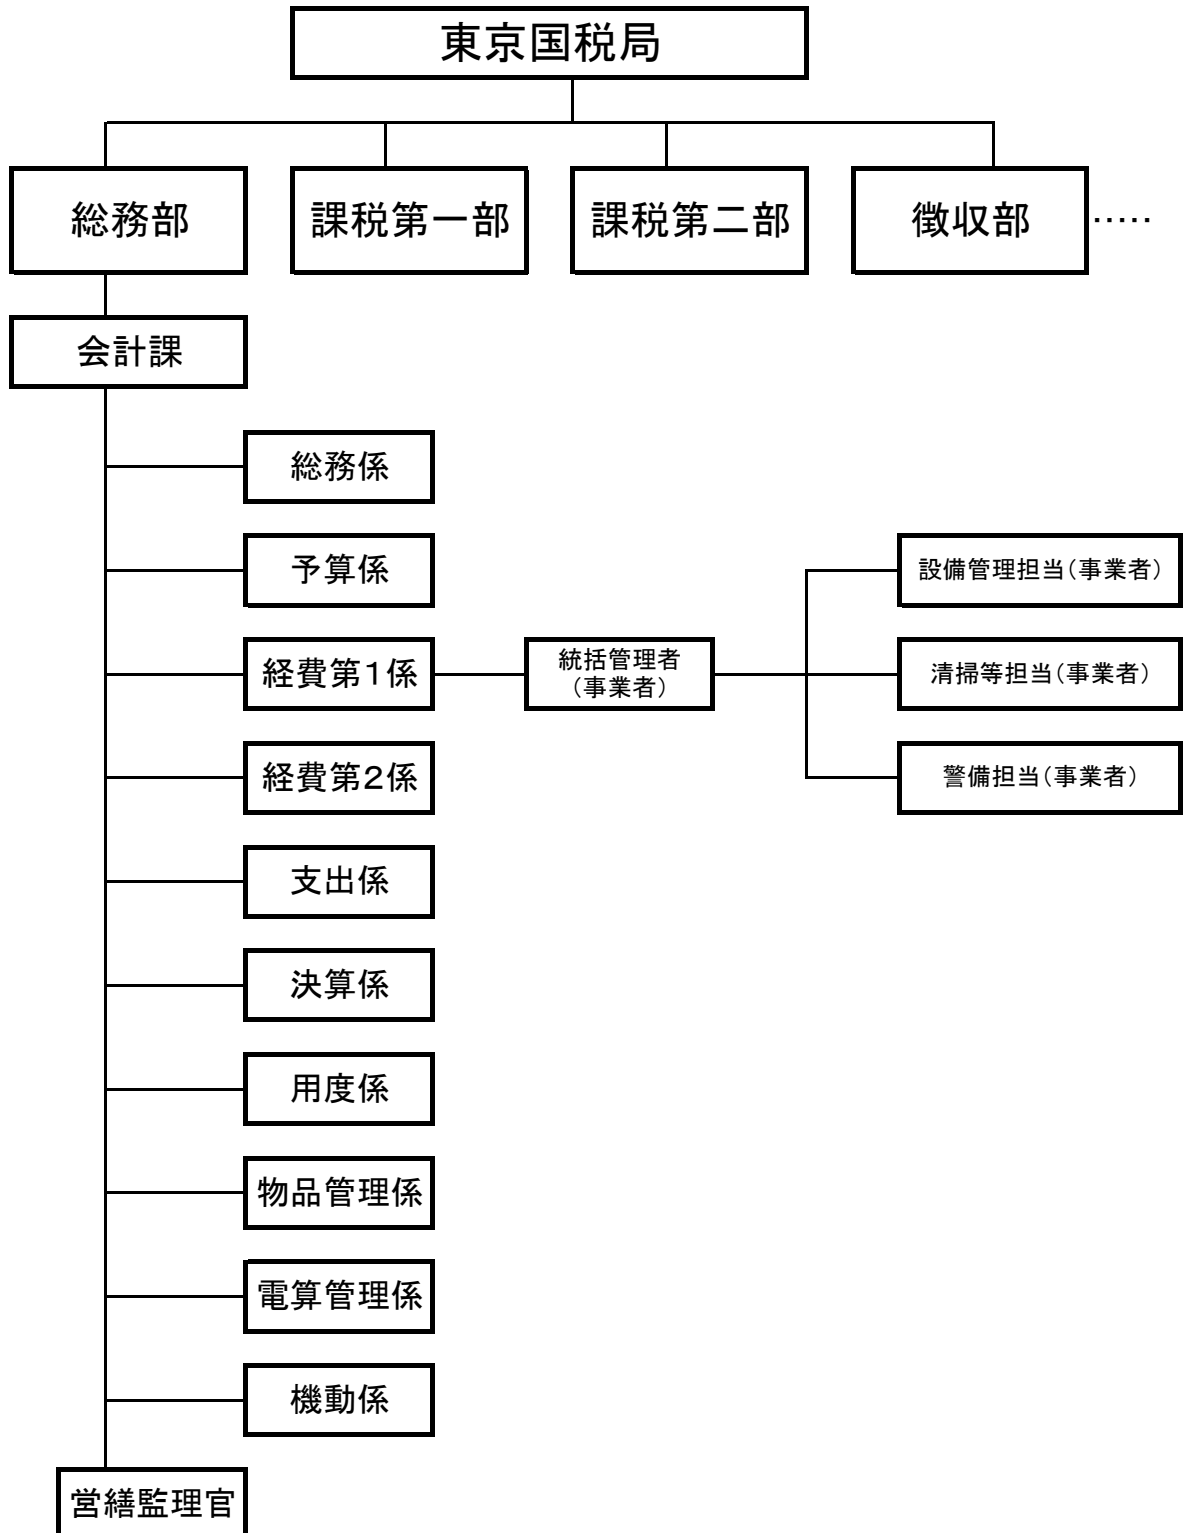 東京国税局
総務部
課税第一部
課税第二部
徴収部
‥‥‥
会計課
総務係
予算係
設備管理担当（事業者）
経費第１係
統括管理者
（事業者）
清掃等担当（事業者）
経費第２係
警備担当（事業者）
支出係
決算係
用度係
物品管理係
電算管理係
機動係
営繕監理官